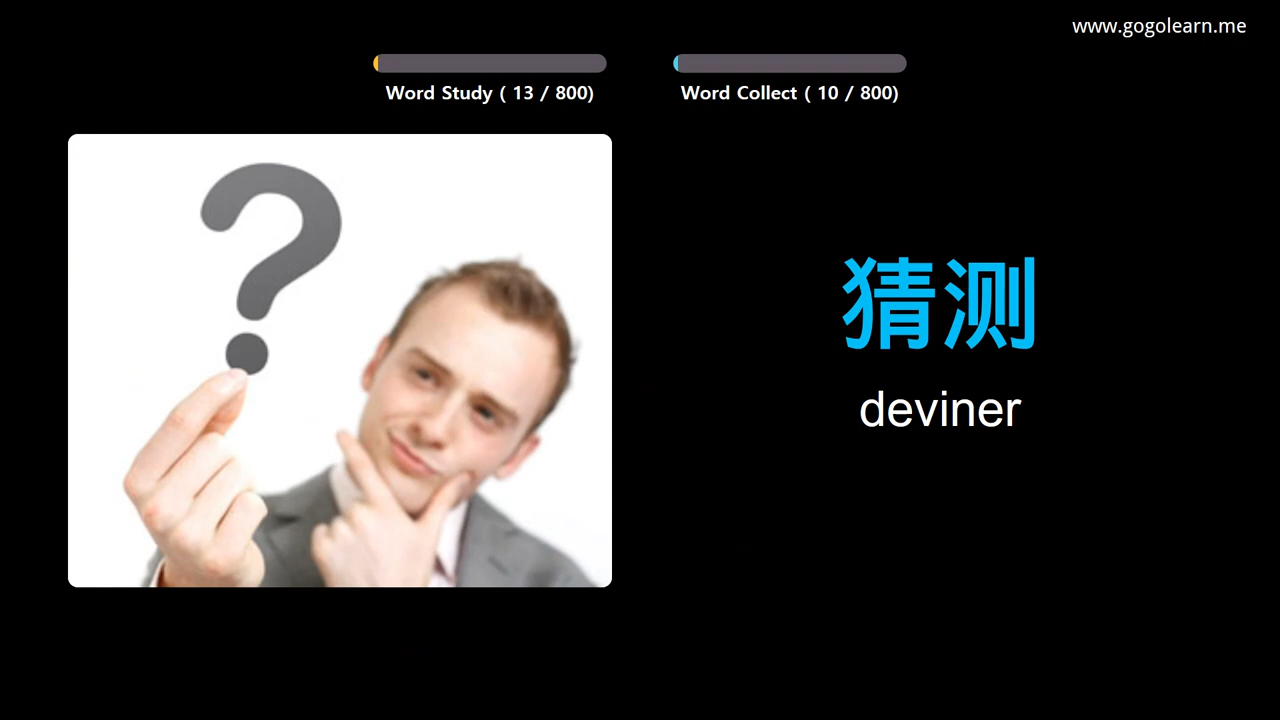 www.gogolearn.me
Word Study ( 13 / 800)
Word Collect ( 10 / 800)
?
猜测
deviner